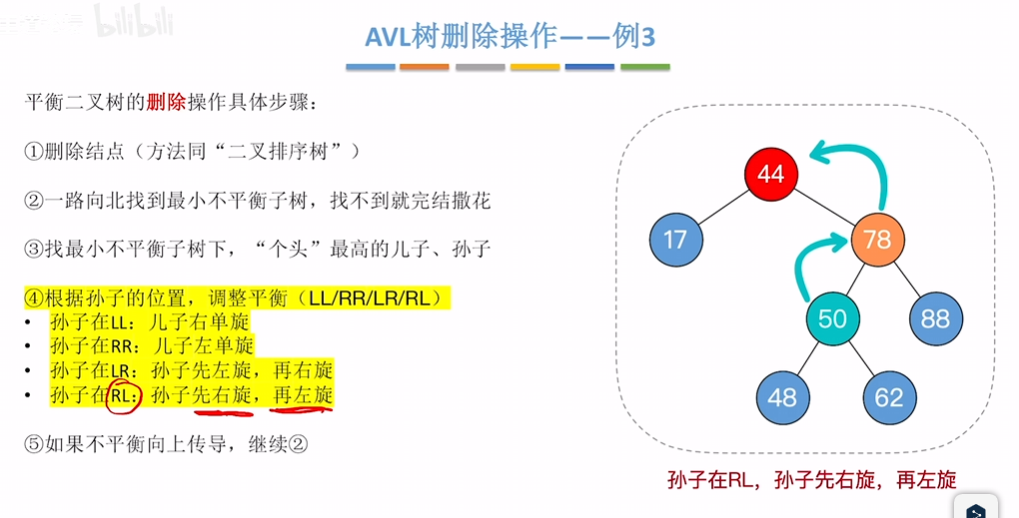 bilibili
AVL树删除操作——例3
平衡二叉树的删除操作具体步骤：
①删除结点（方法同“二叉排序树”）
②一路向北找到最小不平衡子树，找不到就完结撒花
③找最小不平衡子树下，“个头”最高的儿子、孙子
④根据孙子的位置，调整平衡（LL/RR/LR/RL）
• 孙子在LL：儿子右单旋
• 孙子在RR：儿子左单旋
• 孙子在LR：孙子先左旋，再右旋
• 孙子在RL：孙子先右旋，再左旋
⑤如果不平衡向上传导，继续②
44
17
78
50
88
48
62
孙子在RL，孙子先右旋，再左旋